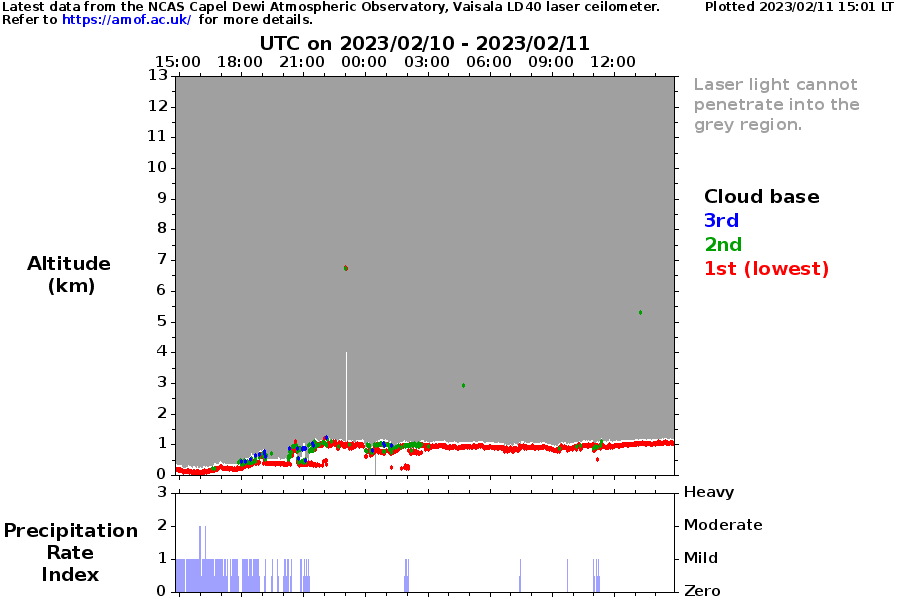 Latest data from the NCAS Capel Dewi Atmospheric Observatory, Vaisala LD40 laser ceilometer. Plotted 2023/02/11 15:01 LT
Refer to https://amof.ac.uk/ for more details.
UTC on 2023/02/10 - 2023/02/11
15:00 18:00 21:00 00:00 03:00 06:00 09:00 12:00
13
12
11
10
9
8
7
6
5
4
3
2
1
0
Altitude
(km)
Laser light cannot
penetrate into the
grey region.
Cloud base
3rd
2nd
1st (lowest)
3 Heavy
2 Moderate
1 Mild
0 Zero
Precipitation
Rate
Index